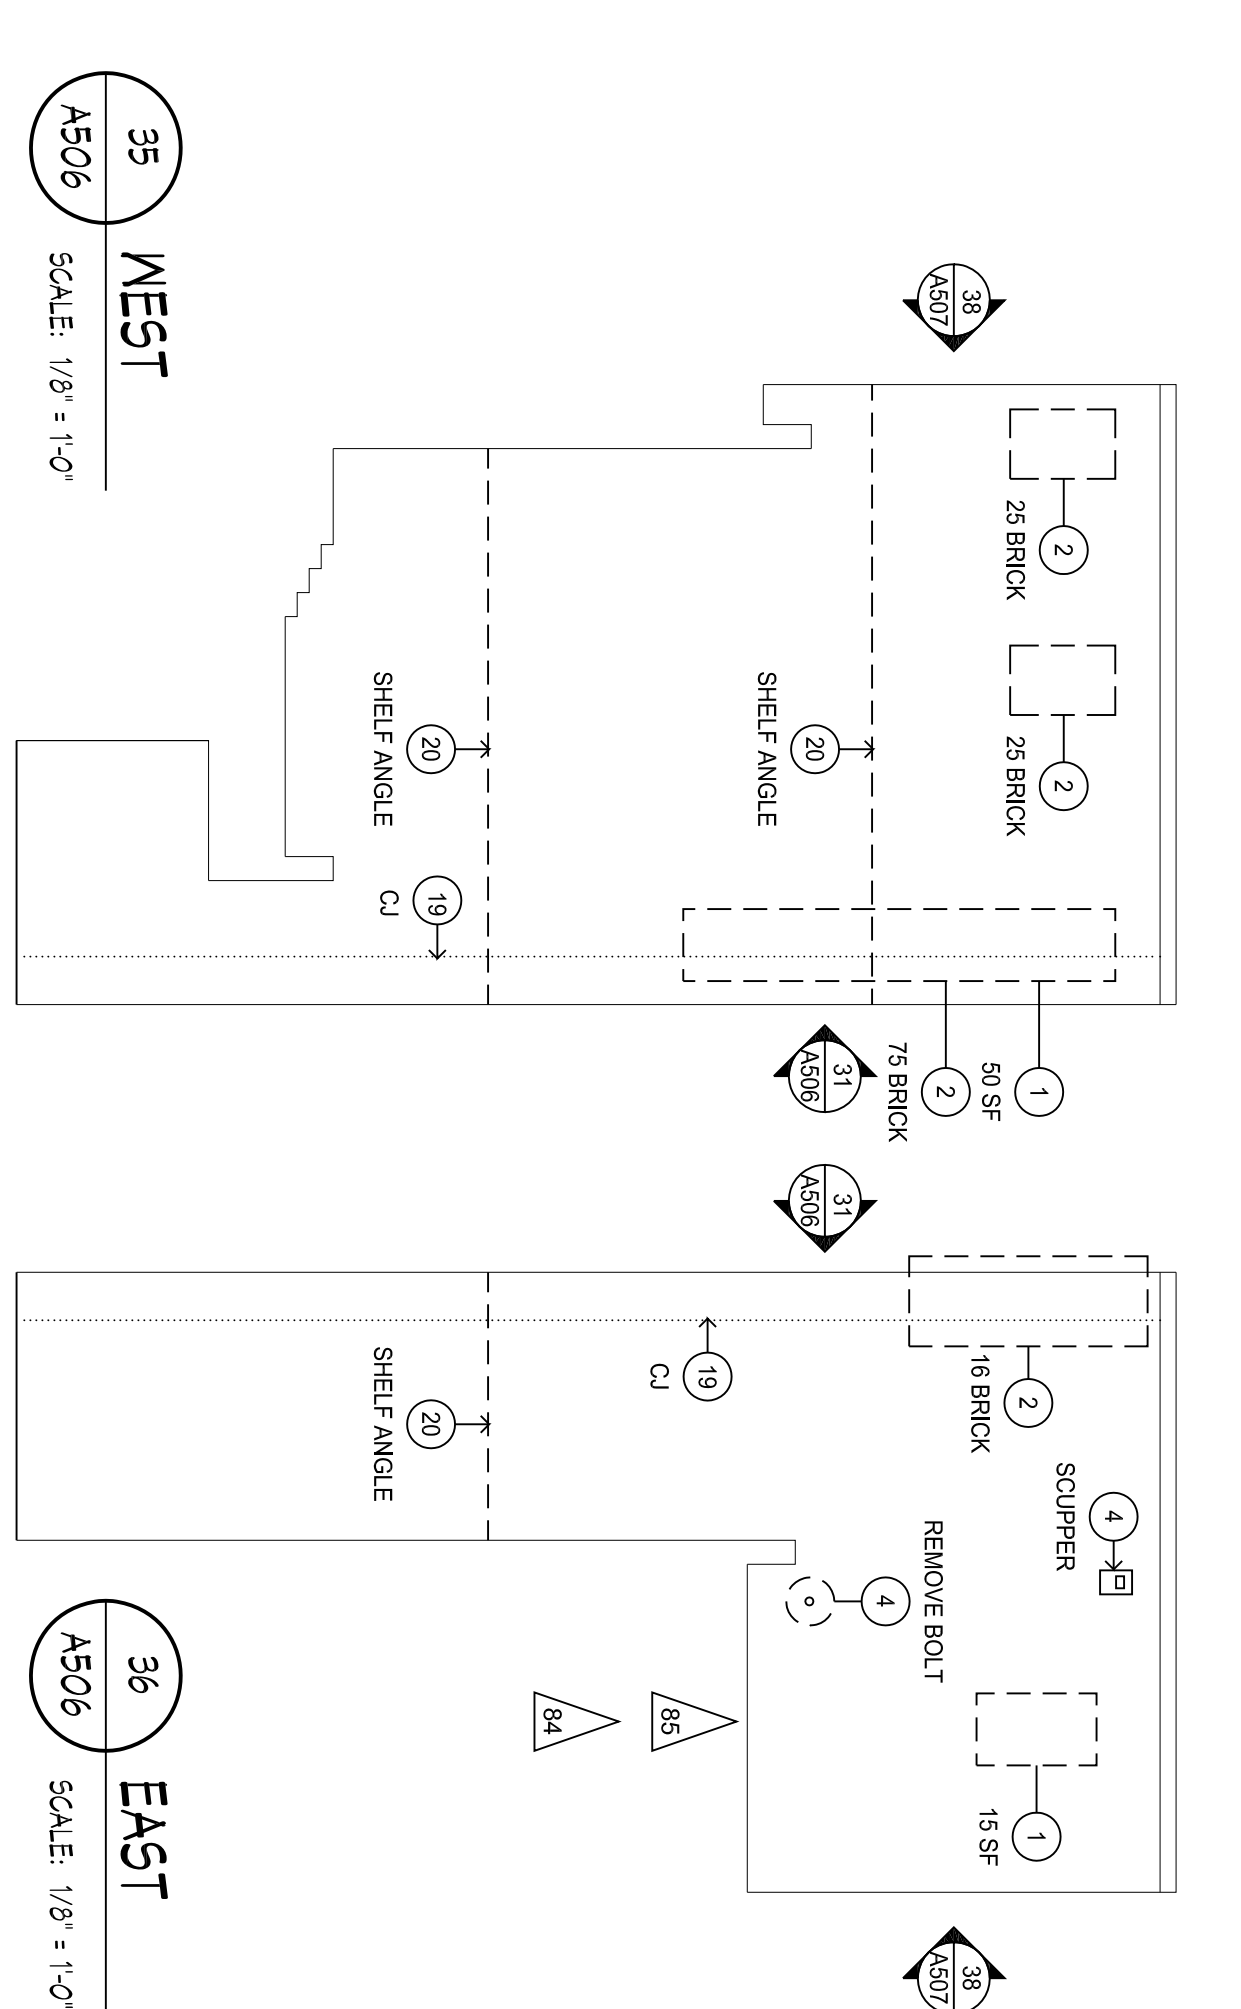 38
A507
2
25 BRICK
2
25 BRICK
20
SHELF ANGLE
20
SHELF ANGLE
19
CJ
1
50 SF
2
75 BRICK
31
A506
35
A506
WEST
SCALE: 1/8" = 1'-0"
31
A506
2
16 BRICK
4
SCUPPER
4
REMOVE BOLT
19
CJ
20
SHELF ANGLE
1
15 SF
85
84
38
A507
36
A506
EAST
SCALE: 1/8" = 1'-0"